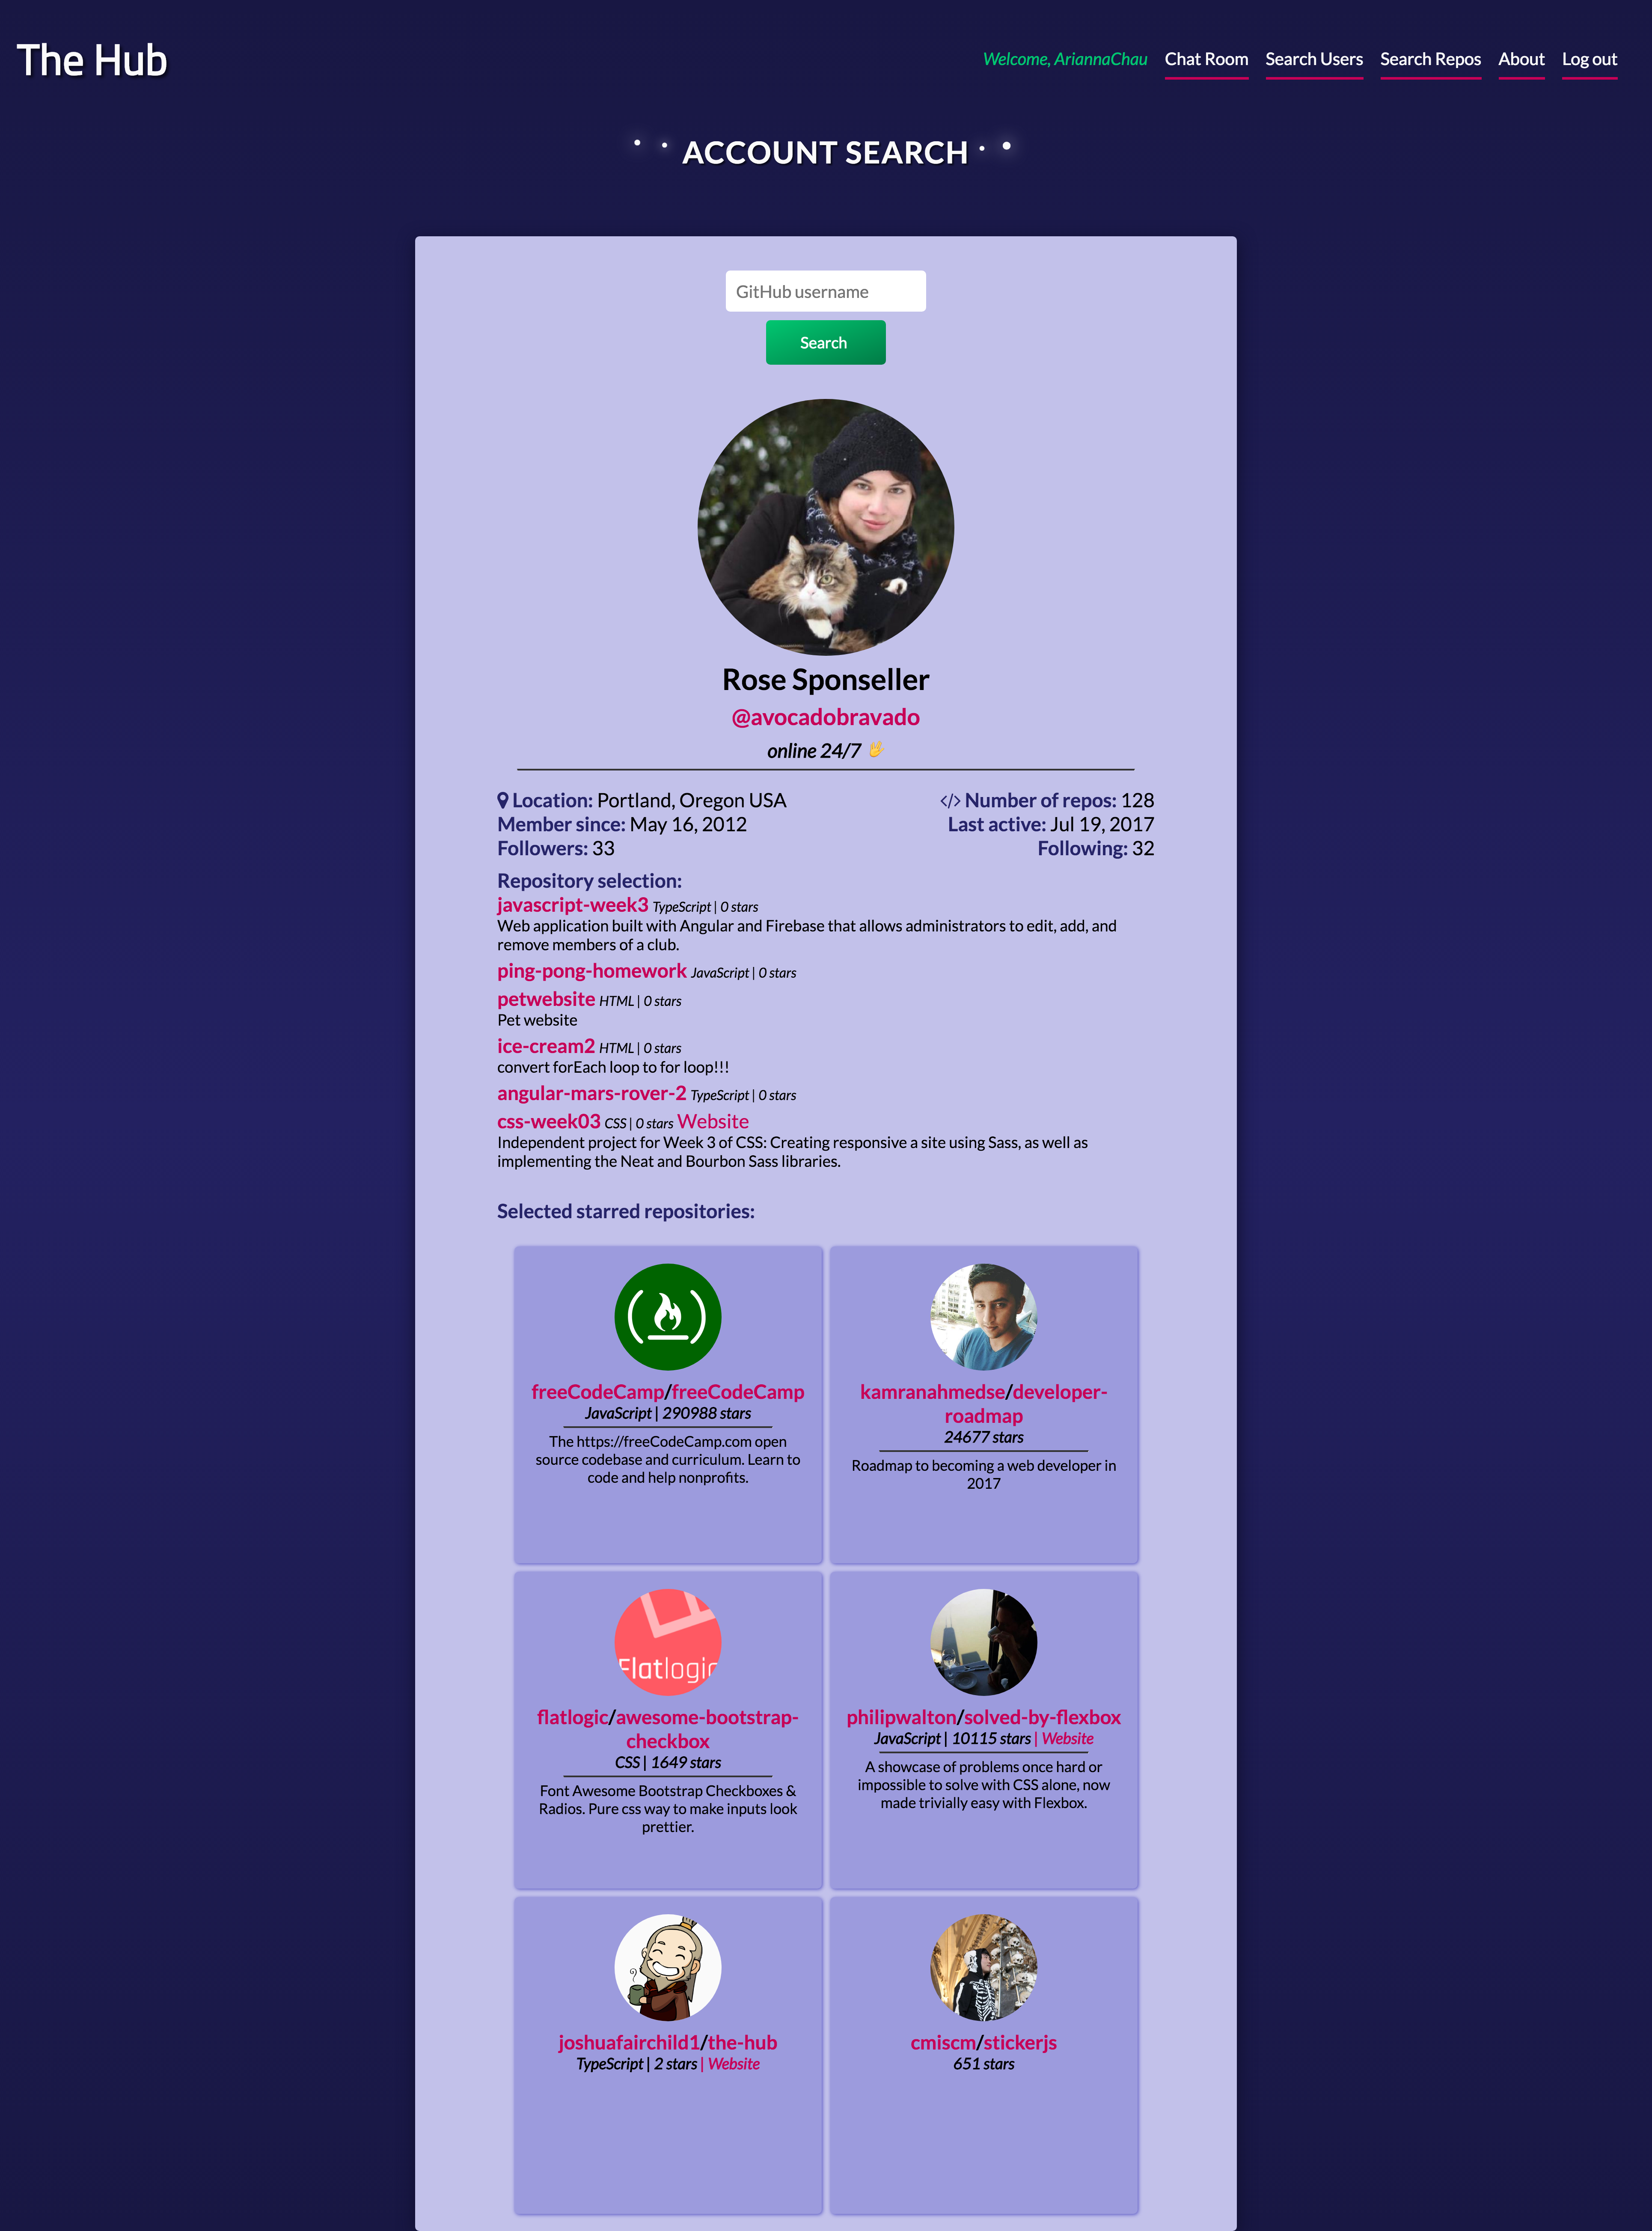 The Hub
Welcome, AriannaChau Chat Room Search Users Search Repos About Log out
ACCOUNT SEARCH
GitHub username
Search
Rose Sponseller
@avocadobravado
online 24/7 🖖
Location: Portland, Oregon USA
</> Number of repos: 128
Member since: May 16, 2012
Last active: Jul 19, 2017
Followers: 33
Following: 32
Repository selection:
javascript-week3 TypeScript | 0 stars
Web application built with Angular and Firebase that allows administrators to edit, add, and
remove members of a club.
ping-pong-homework JavaScript | 0 stars
petwebsite HTML | 0 stars
Pet website
ice-cream2 HTML | 0 stars
convert forEach loop to for loop!!!
angular-mars-rover-2 TypeScript | 0 stars
css-week03 CSS | 0 stars Website
Independent project for Week 3 of CSS: Creating responsive a site using Sass, as well as
implementing the Neat and Bourbon Sass libraries.
Selected starred repositories:
freeCodeCamp/freeCodeCamp
JavaScript | 290988 stars
The https://freeCodeCamp.com open
source codebase and curriculum. Learn to
code and help nonprofits.
kamranahmedse/developer-
roadmap
24677 stars
Roadmap to becoming a web developer in
2017
Flatlogic
flatlogic/awesome-bootstrap-
checkbox
CSS | 1649 stars
Font Awesome Bootstrap Checkboxes &
Radios. Pure css way to make inputs look
prettier.
philipwalton/solved-by-flexbox
JavaScript | 10115 stars | Website
A showcase of problems once hard or
impossible to solve with CSS alone, now
made trivially easy with Flexbox.
joshuafairchild1/the-hub
TypeScript | 2 stars | Website
cmiscm/stickerjs
651 stars